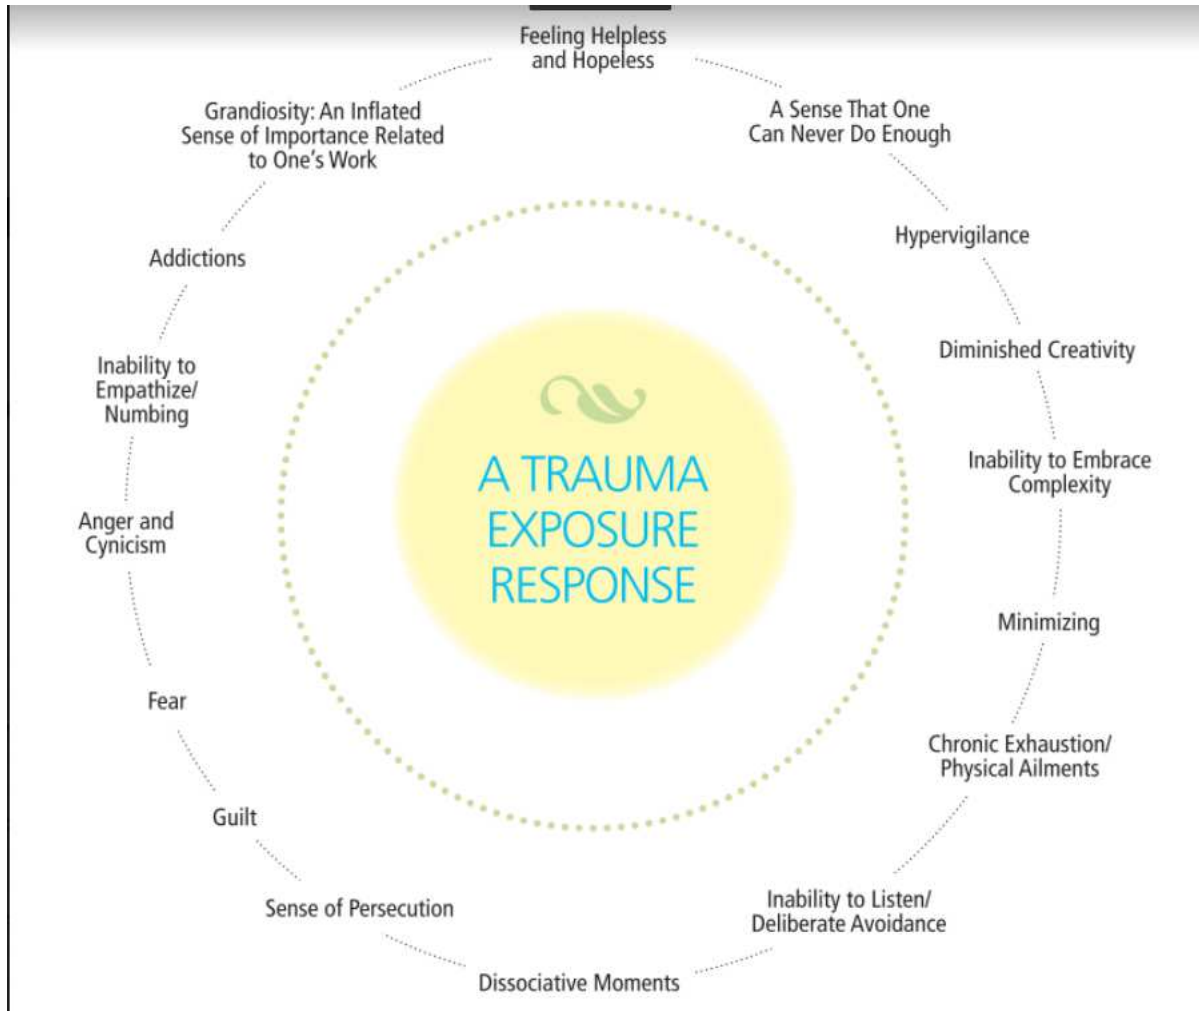 Feeling Helpless
and Hopeless
A Sense That One
Can Never Do Enough
Hypervigilance
Diminished Creativity
Inability to Embrace
Complexity
Minimizing
Chronic Exhaustion/
Physical Ailments
Inability to Listen/
Deliberate Avoidance
Dissociative Moments
Sense of Persecution
Guilt
Fear
Anger and
Cynicism
Inability to
Empathize/
Numbing
Addictions
Grandiosity: An Inflated
Sense of Importance Related
to One's Work
A TRAUMA
EXPOSURE
RESPONSE